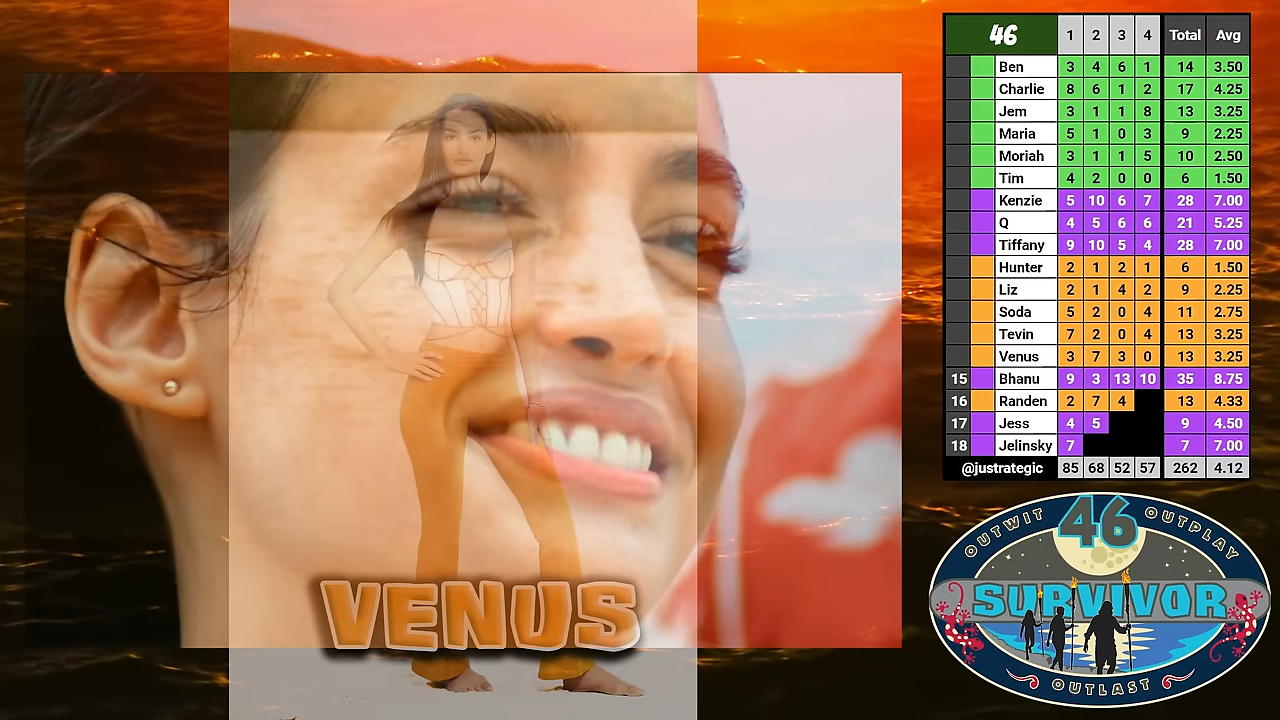 46 1 2 3 4 Total Avg
Ben 3 4 6 1 14 3.50
Charlie 8 6 1 2 17 4.25
Jem 3 1 1 8 13 3.25
Maria 5 1 0 3 9 2.25
Moriah 3 1 1 5 10 2.50
Tim 4 2 0 0 6 1.50
Kenzie 5 10 6 7 28 7.00
Q 4 5 6 6 21 5.25
Tiffany 9 10 5 4 28 7.00
Hunter 2 1 2 1 6 1.50
Liz 2 1 4 2 9 2.25
Soda 5 2 0 4 11 2.75
Tevin 7 2 0 4 13 3.25
Venus 3 7 3 0 13 3.25
15 Bhanu 9 3 13 10 35 8.75
16 Randen 2 7 4 13 4.33
17 Jess 4 5 9 4.50
18 Jelinsky 7 7 7.00
@justrategic 85 68 52 57 262 4.12
VENUS
OUTWIT 46 OUTPLAY
SURVIVOR
OUTLAST